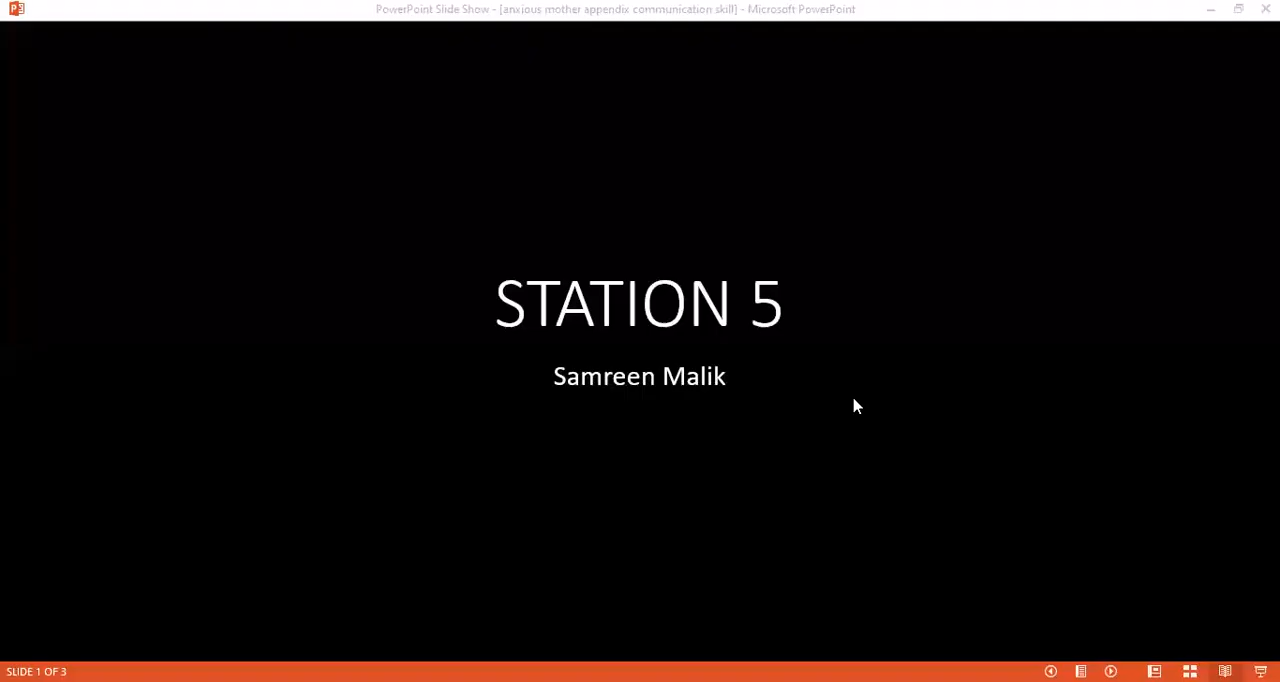 PowerPoint Slide Show - [anxious mother appendix communication skill] - Microsoft PowerPoint
STATION 5
Samreen Malik
SLIDE 1 OF 3